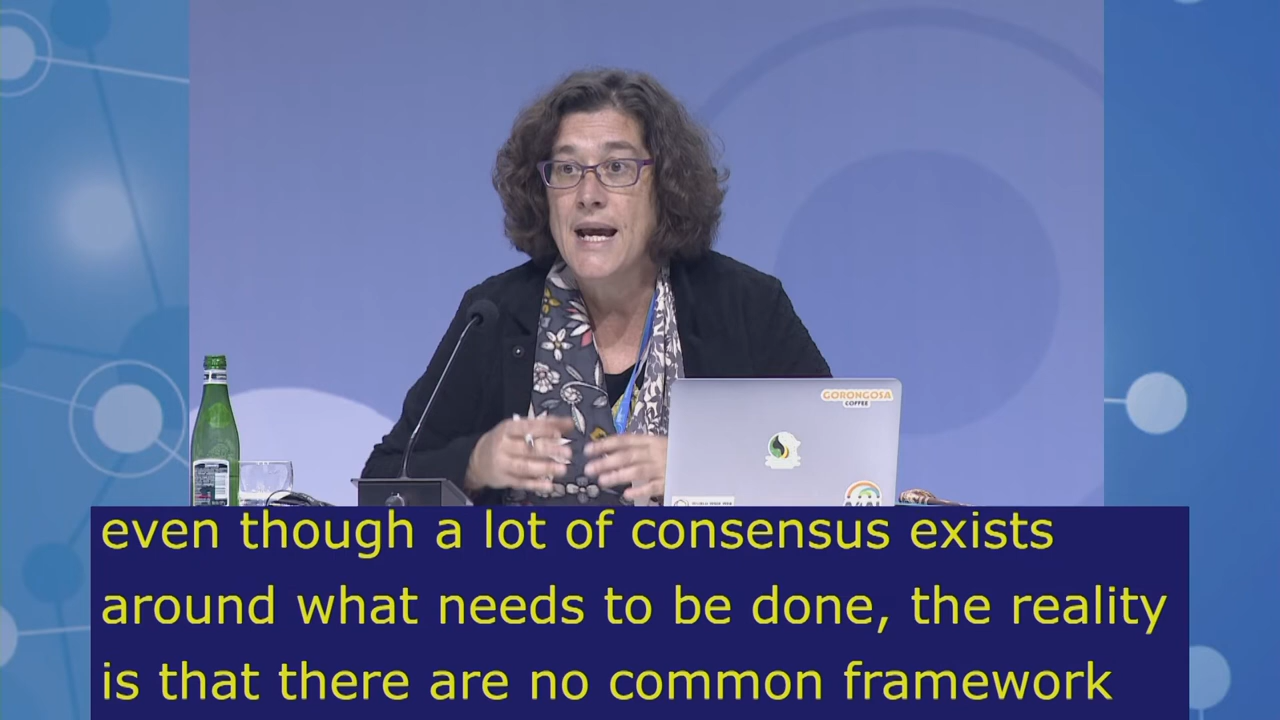 GORONGOSA
COFFEE
even though a lot of consensus exists
around what needs to be done, the reality
is that there are no common framework